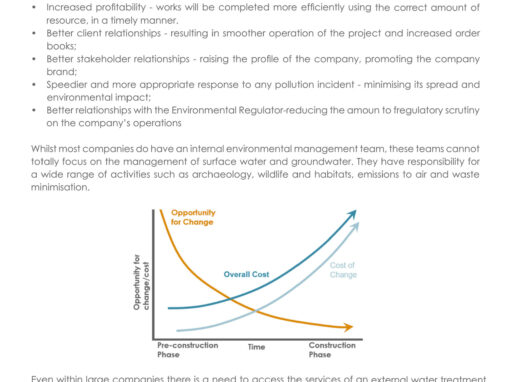 • Increased profitability - works will be completed more efficiently using the correct amount of
resource, in a timely manner.
• Better client relationships - resulting in smoother operation of the project and increased order
books;
• Better stakeholder relationships - raising the profile of the company, promoting the company
brand;
• Speedier and more appropriate response to any pollution incident - minimising its spread and
environmental impact;
• Better relationships with the Environmental Regulator-reducing the amoun to fregulatory scrutiny
on the company's operations
Whilst most companies do have an internal environmental management team, these teams cannot
totally focus on the management of surface water and groundwater. They have responsibility for
a wide range of activities such as archaeology, wildlife and habitats, emissions to air and waste
minimisation.
Opportunity
for Change
Opportunity for
change/cost
Overall Cost
Cost of
Change
Pre-construction
Phase
Time
Construction
Phase
Even within large companies there is a need to access the services of an external water treatment